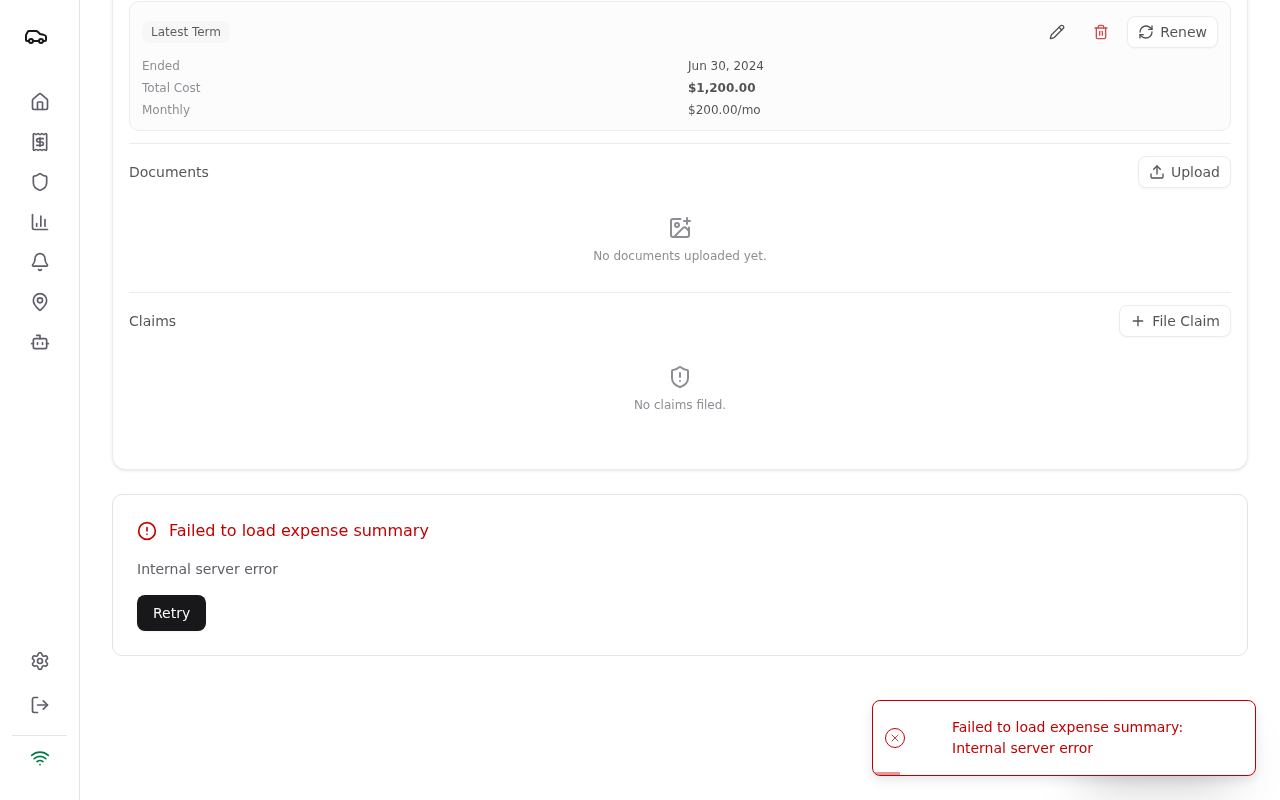 Latest Term
Renew
Ended
Jun 30, 2024
Total Cost
$1,200.00
Monthly
$200.00/mo
Documents
Upload
No documents uploaded yet.
Claims
File Claim
No claims filed.
Failed to load expense summary
Internal server error
Retry
Failed to load expense summary:
Internal server error